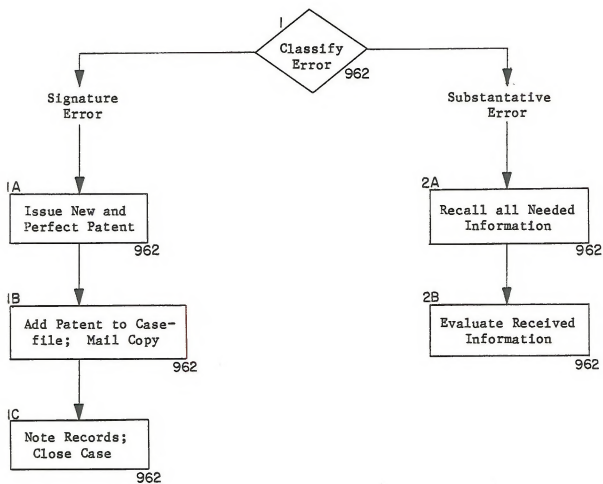 1
Classify
Error
962
Signature
Error
Substantative
Error
1A
Issue New and
Perfect Patent
962
2A
Recall all Needed
Information
962
1B
Add Patent to Case-
file; Mail Copy
962
2B
Evaluate Received
Information
962
1C
Note Records;
Close Case
962